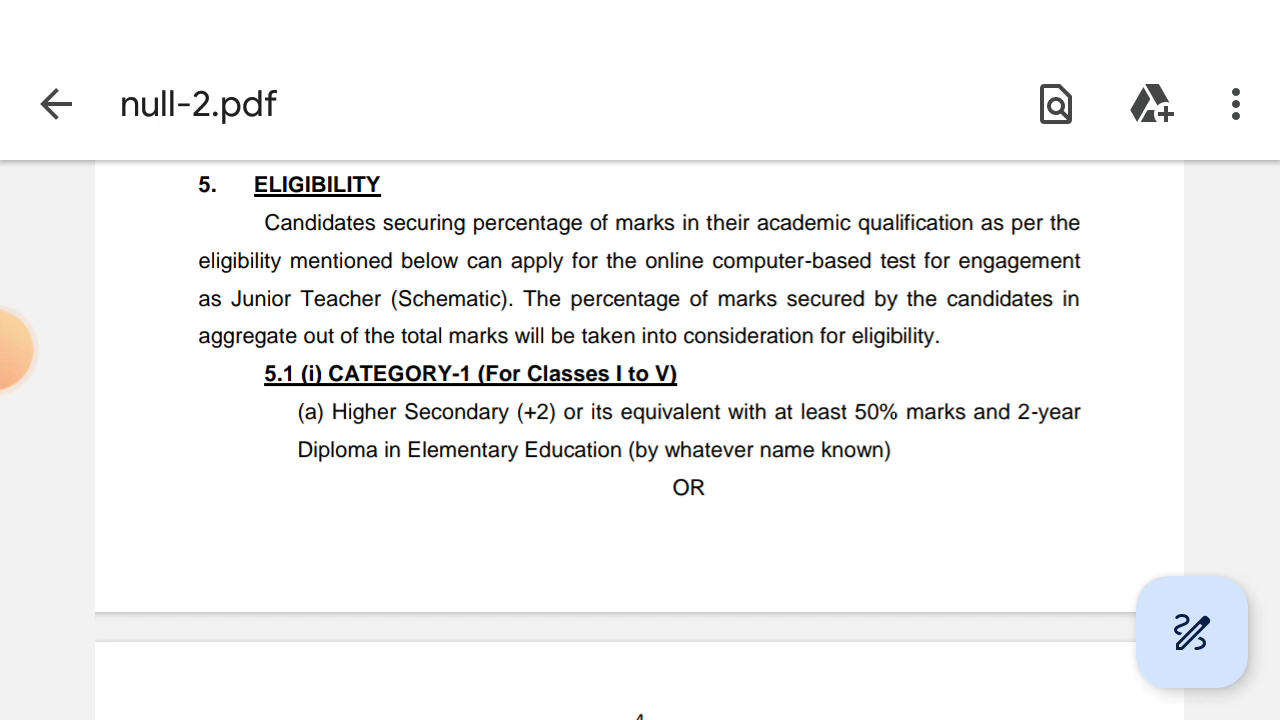 null-2.pdf
5. ELIGIBILITY
Candidates securing percentage of marks in their academic qualification as per the
eligibility mentioned below can apply for the online computer-based test for engagement
as Junior Teacher (Schematic). The percentage of marks secured by the candidates in
aggregate out of the total marks will be taken into consideration for eligibility.
5.1 (i) CATEGORY-1 (For Classes I to V)
(a) Higher Secondary (+2) or its equivalent with at least 50% marks and 2-year
Diploma in Elementary Education (by whatever name known)
OR